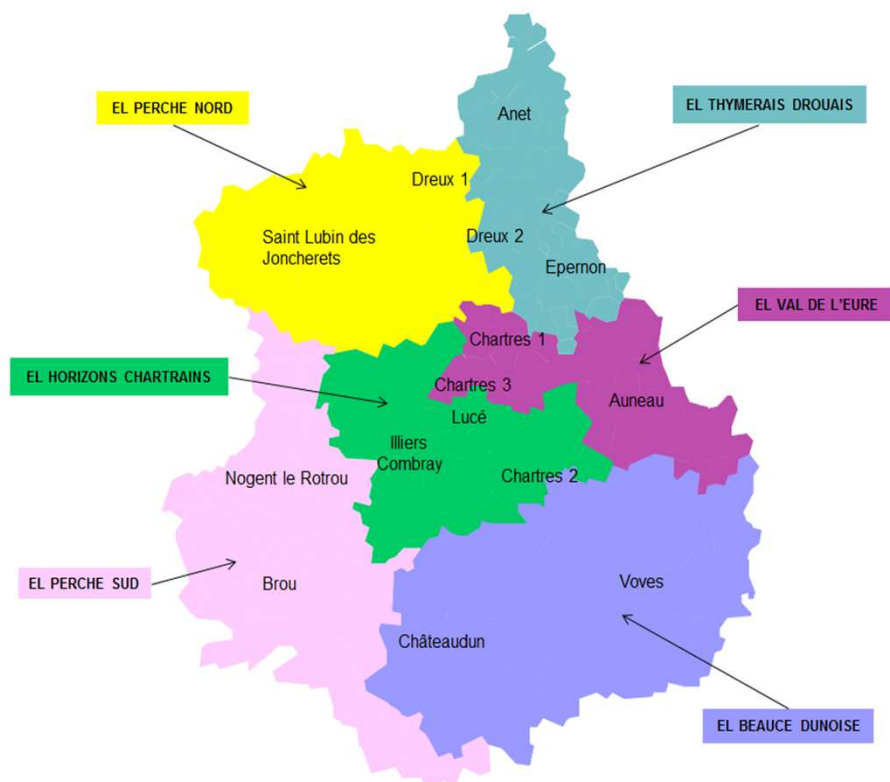 EL PERCHE NORD
EL THYMERAIS DROUAIS
Anet
Dreux 1
Saint Lubin des
Joncherets
Dreux 2
Epernon
EL VAL DE L'EURE
Chartres 1
EL HORIZONS CHARTRAINS
Chartres 3
Auneau
Lucé
Illiers
Combray
Nogent le Rotrou
Chartres 2
EL PERCHE SUD
Brou
Voves
Châteaudun
EL BEAUCE DUNOISE